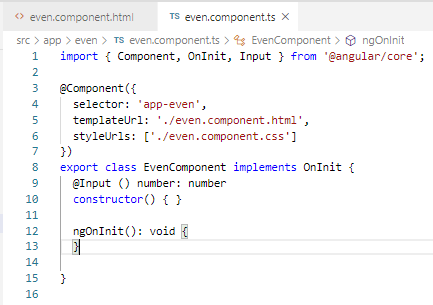 even.component.html
TS even.component.ts ×
src > app > even > TS even.component.ts > EvenComponent > ngOnInit
1 import { Component, OnInit, Input } from '@angular/core';
2
3 @Component({
4   selector: 'app-even',
5   templateUrl: './even.component.html',
6   styleUrls: ['./even.component.css']
7 })
8 export class EvenComponent implements OnInit {
9   @Input () number: number
10   constructor() { }
11
12   ngOnInit(): void {
13   }
14
15 }
16